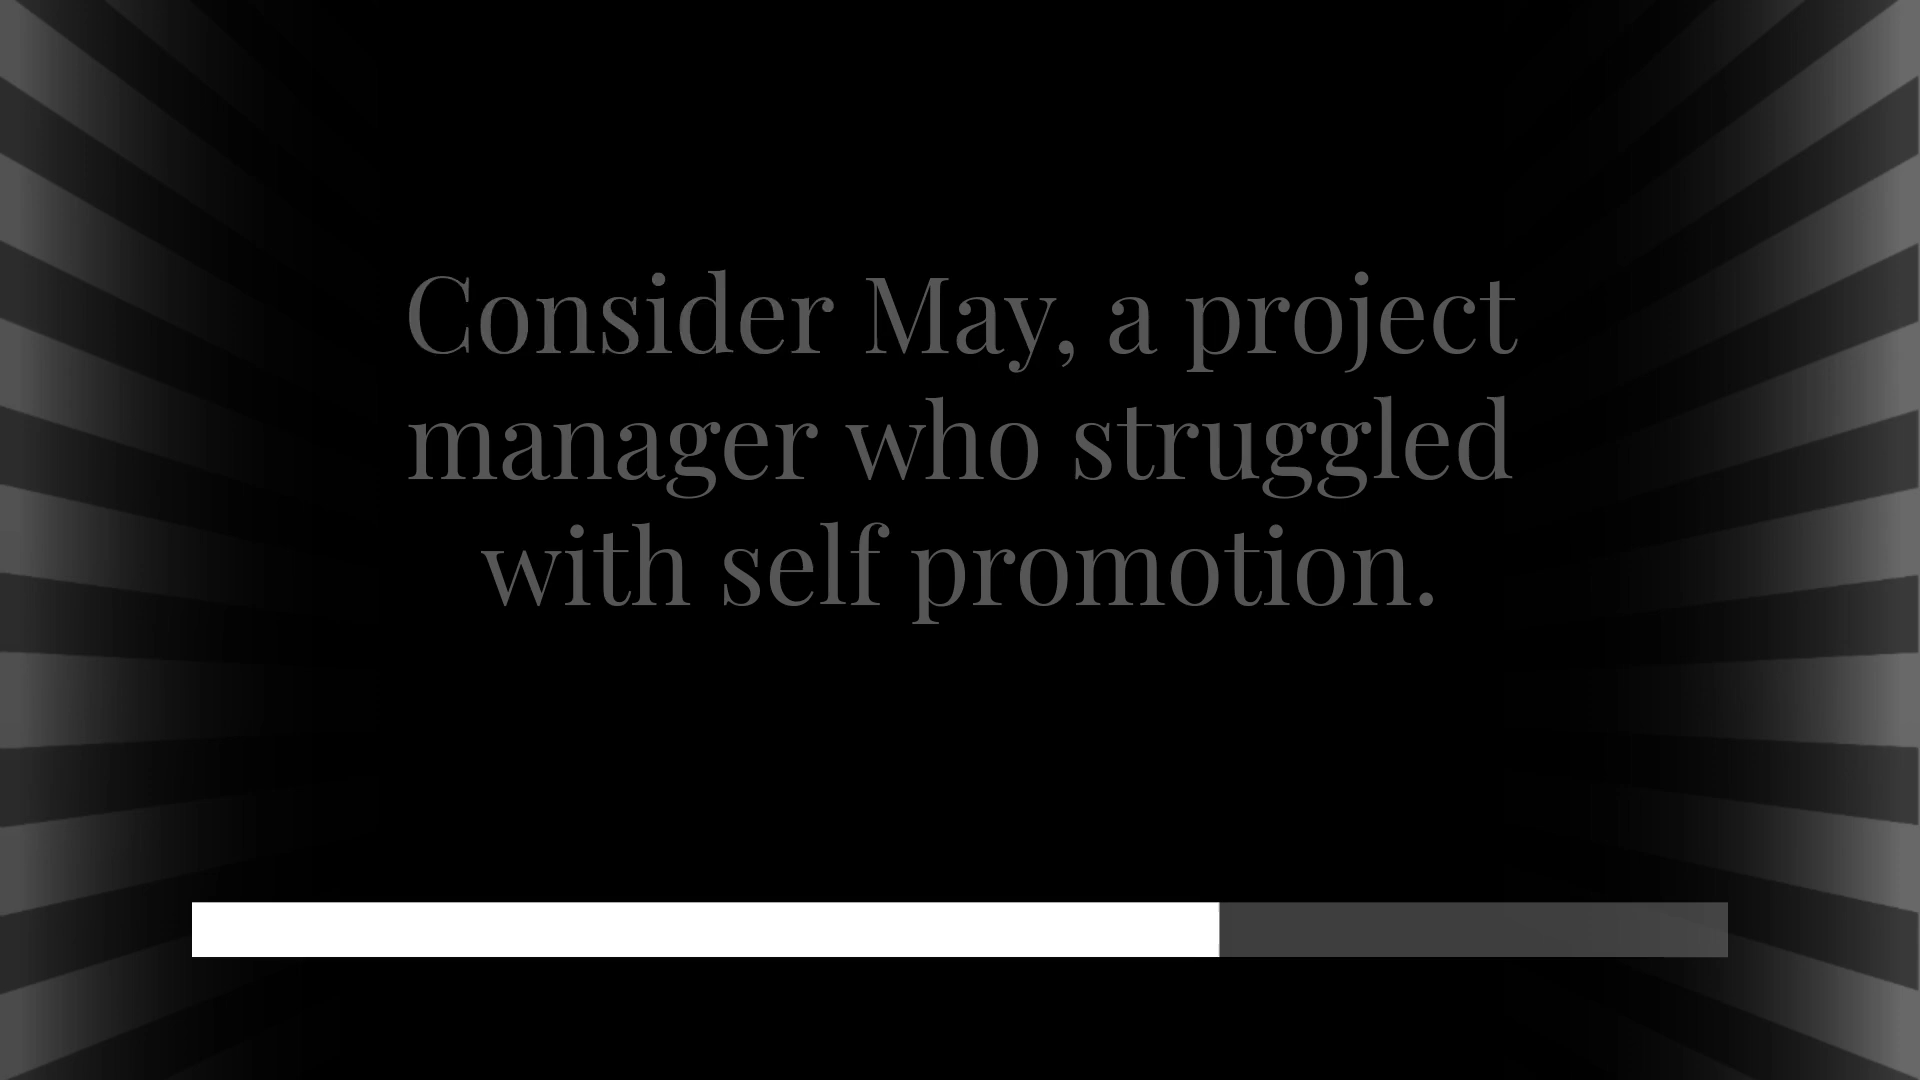 Consider May, a project
manager who struggled
with self promotion.